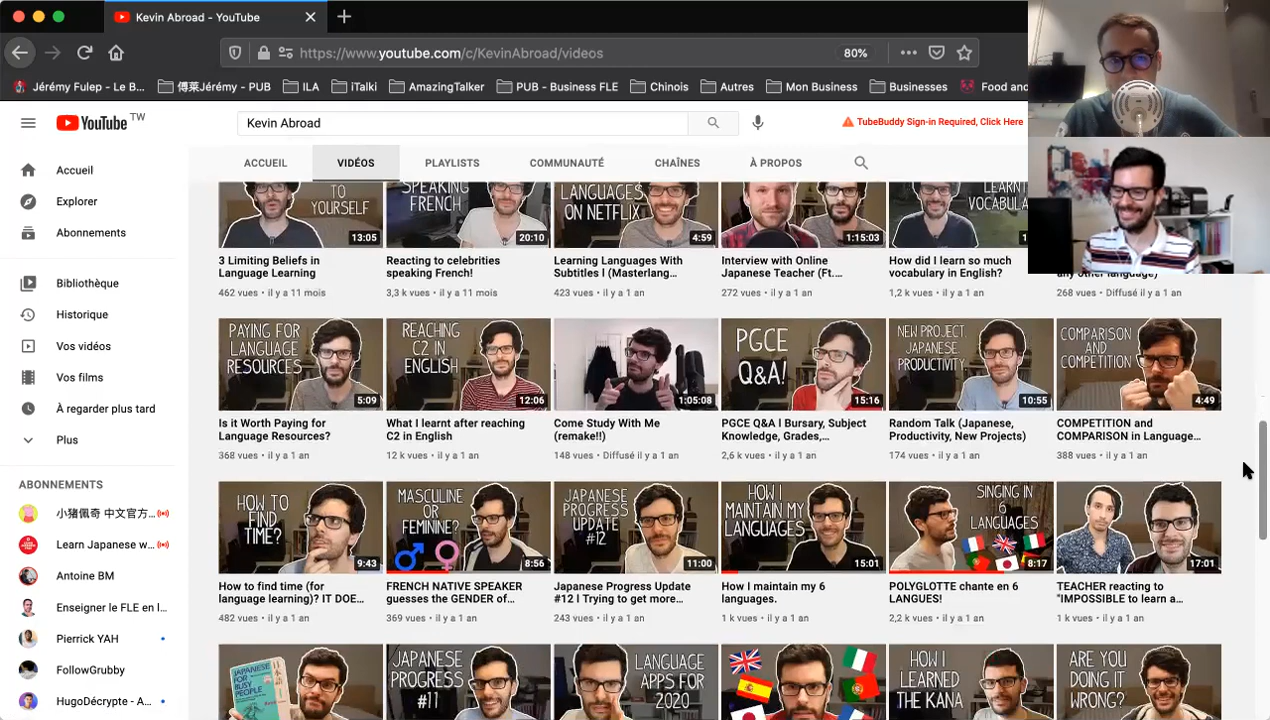 Kevin Abroad - YouTube
https://www.youtube.com/c/KevinAbroad/videos
80%
Jérémy Fulep - Le B...
傅莱Jérémy - PUB
ILA
iTalki
AmazingTalker
PUB - Business FLE
Chinois
Autres
Mon Business
Businesses
Food and
YouTube TW
Kevin Abroad
TubeBuddy Sign-in Required, Click Here
ACCUEIL
VIDÉOS
PLAYLISTS
COMMUNAUTÉ
CHAÎNES
À PROPOS
Accueil
Explorer
Abonnements
Bibliothèque
Historique
Vos vidéos
Vos films
À regarder plus tard
Plus
ABONNEMENTS
小猪佩奇 中文官方...
Learn Japanese w...
Antoine BM
Enseigner le FLE en l...
Pierrick YAH
FollowGrubby
HugoDécrypte - A...
TO
YOURSELF
13:05
3 Limiting Beliefs in
Language Learning
462 vues • il y a 11 mois
SPEAKING
FRENCH
20:10
Reacting to celebrities
speaking French!
3,3 k vues • il y a 11 mois
LANGUAGES
ON NETFLIX
4:59
Learning Languages With
Subtitles l (Masterlang...
423 vues • il y a 1 an
1:15:03
Interview with Online
Japanese Teacher (Ft....
272 vues • il y a 1 an
LEARNT
VOCABULA
How did I learn so much
vocabulary in English?
1,2 k vues • il y a 1 an
any other language)
268 vues • Diffusé il y a 1 an
PAYING FOR
LANGUAGE
RESOURCES
5:09
Is it Worth Paying for
Language Resources?
368 vues • il y a 1 an
REACHING
C2 IN
ENGLISH
12:06
What I learnt after reaching
C2 in English
12 k vues • il y a 1 an
1:05:08
Come Study With Me
(remake!!)
148 vues • Diffusé il y a 1 an
PGCE
Q&A!
15:16
PGCE Q&A l Bursary, Subject
Knowledge, Grades,...
2,6 k vues • il y a 1 an
NEW PROJECT,
JAPANESE
PRODUCTIVITY,
10:55
Random Talk (Japanese,
Productivity, New Projects)
174 vues • il y a 1 an
COMPARISON
AND
COMPETITION
4:49
COMPETITION and
COMPARISON in Language...
388 vues • il y a 1 an
HOW TO
FIND
TIME?
9:43
How to find time (for
language learning)? IT DOE...
482 vues • il y a 1 an
MASCULINE
OR
FEMININE?
8:56
FRENCH NATIVE SPEAKER
guesses the GENDER of...
369 vues • il y a 1 an
JAPANESE
PROGRESS
UPDATE
#12
11:00
Japanese Progress Update
#12 l Trying to get more...
243 vues • il y a 1 an
HOW I
MAINTAIN MY
LANGUAGES
15:01
How I maintain my 6
languages.
1 k vues • il y a 1 an
SINGING IN
6
LANGUAGES
8:17
POLYGLOTTE chante en 6
LANGUES!
2,2 k vues • il y a 1 an
17:01
TEACHER reacting to
"IMPOSSIBLE to learn a...
1 k vues • il y a 1 an
JAPANESE
FOR BUSY
PEOPLE
JAPANESE
PROGRESS
#11
LANGUAGE
APPS FOR
2020
HOW I
LEARNED
THE KANA
ARE YOU
DOING IT
WRONG?